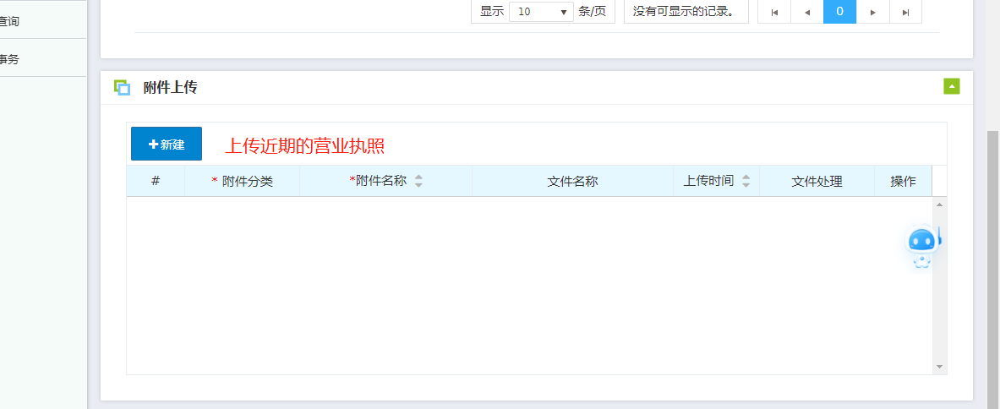 查询
事务
显示 10 条/页 没有可显示的记录。 0
附件上传
新建 上传近期的营业执照
# * 附件分类 *附件名称 文件名称 上传时间 文件处理 操作